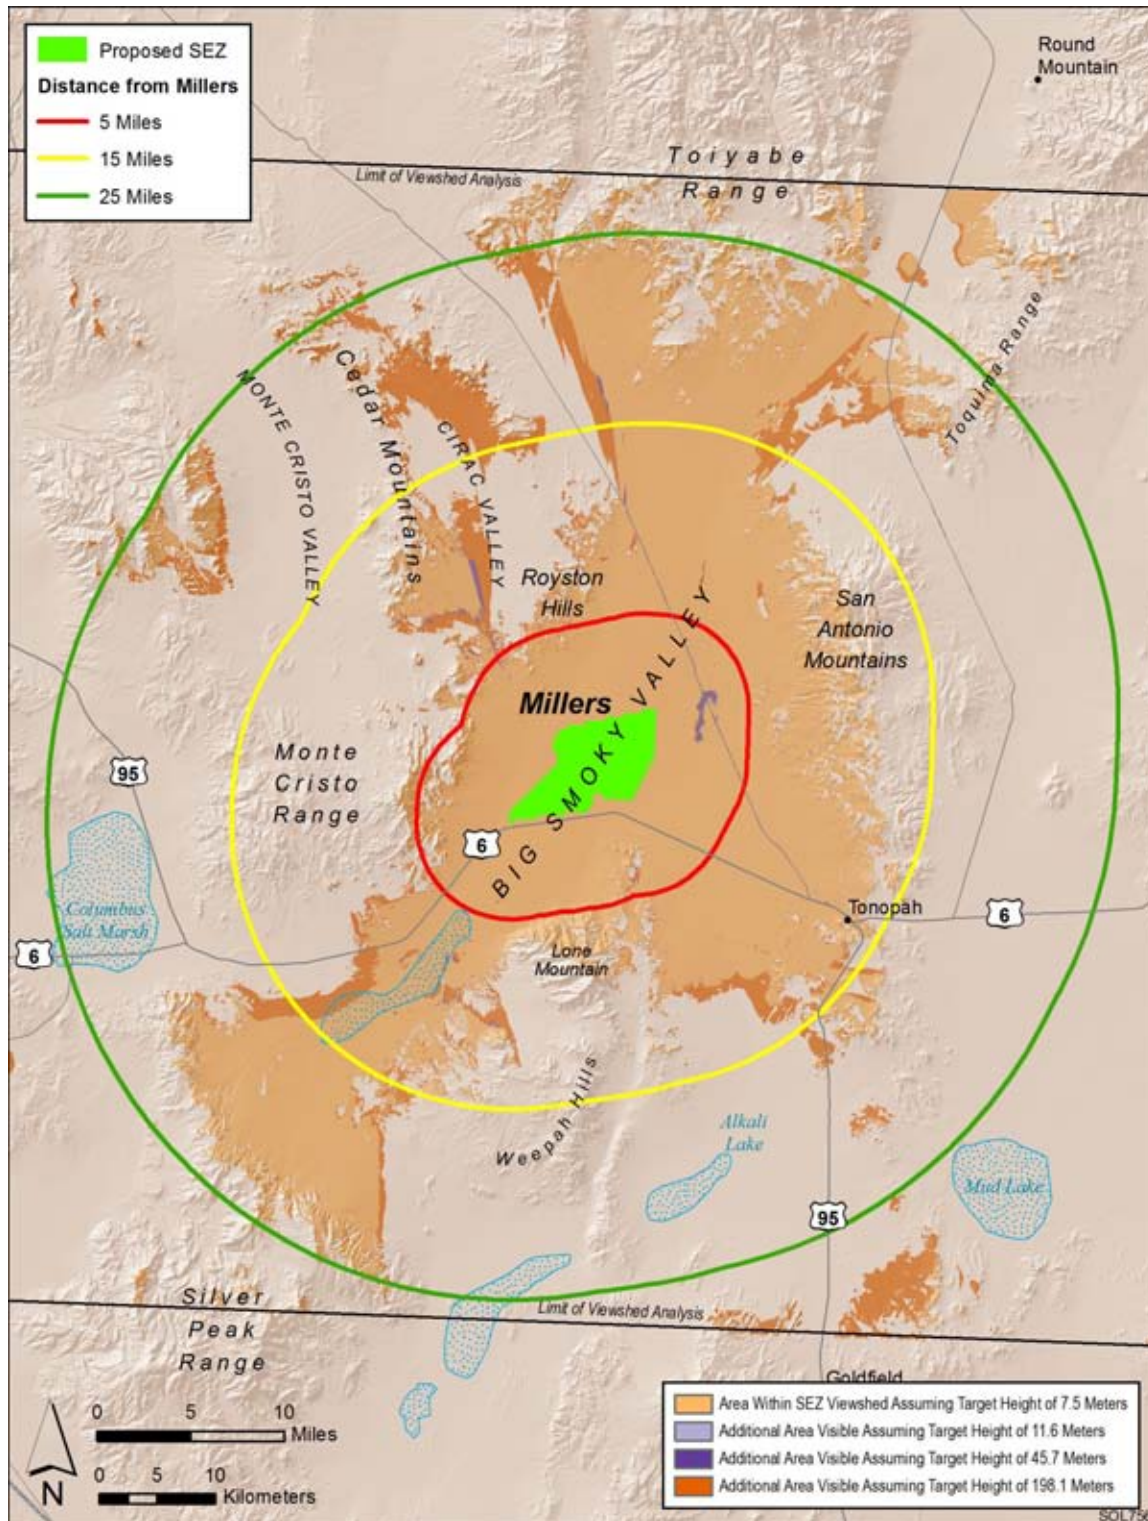 Proposed SEZ
Distance from Millers
5 Miles
15 Miles
25 Miles
Round
Mountain
Toiyabe
Range
Limit of Viewshed Analysis
Toquima Range
Cedar Mountains
MONTE CRISTO VALLEY
CIRAC VALLEY
Royston
Hills
San
Antonio
Mountains
Millers
BIG SMOKY VALLEY
Monte
Cristo
Range
95
6
Columbus
Salt Marsh
6
Tonopah
6
Lone
Mountain
Weepah Hills
Alkali
Lake
Mud Lake
95
Silver
Peak
Range
Limit of Viewshed Analysis
Goldfield
0 5 10
Miles
0 5 10
Kilometers
N
Area Within SEZ Viewshed Assuming Target Height of 7.5 Meters
Additional Area Visible Assuming Target Height of 11.6 Meters
Additional Area Visible Assuming Target Height of 45.7 Meters
Additional Area Visible Assuming Target Height of 198.1 Meters